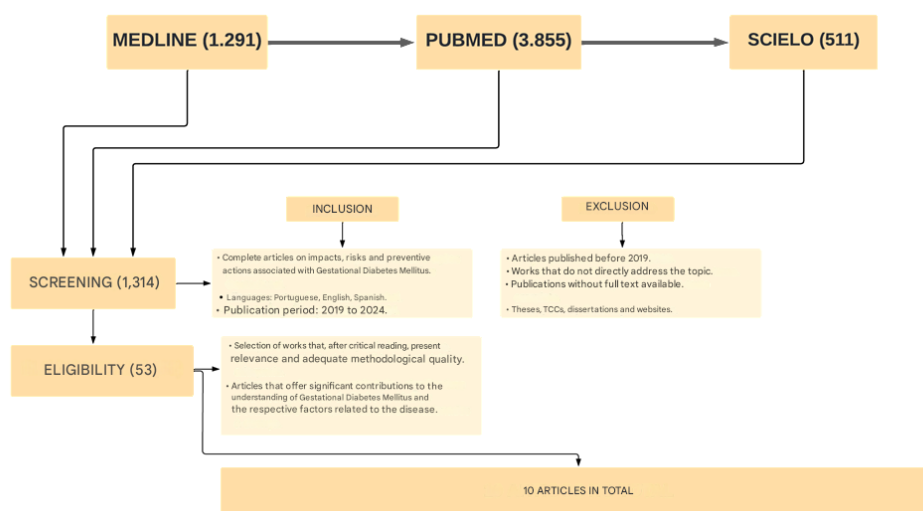 MEDLINE (1.291)
PUBMED (3.855)
SCIELO (511)
INCLUSION
EXCLUSION
SCREENING (1,314)
• Complete articles on impacts, risks and preventive
actions associated with Gestational Diabetes Mellitus.
• Languages: Portuguese, English, Spanish.
• Publication period: 2019 to 2024.
• Articles published before 2019.
• Works that do not directly address the topic.
• Publications without full text available.
• Theses, TCCs, dissertations and websites.
ELIGIBILITY (53)
• Selection of works that, after critical reading, present
relevance and adequate methodological quality.
• Articles that offer significant contributions to the
understanding of Gestational Diabetes Mellitus and
the respective factors related to the disease.
10 ARTICLES IN TOTAL